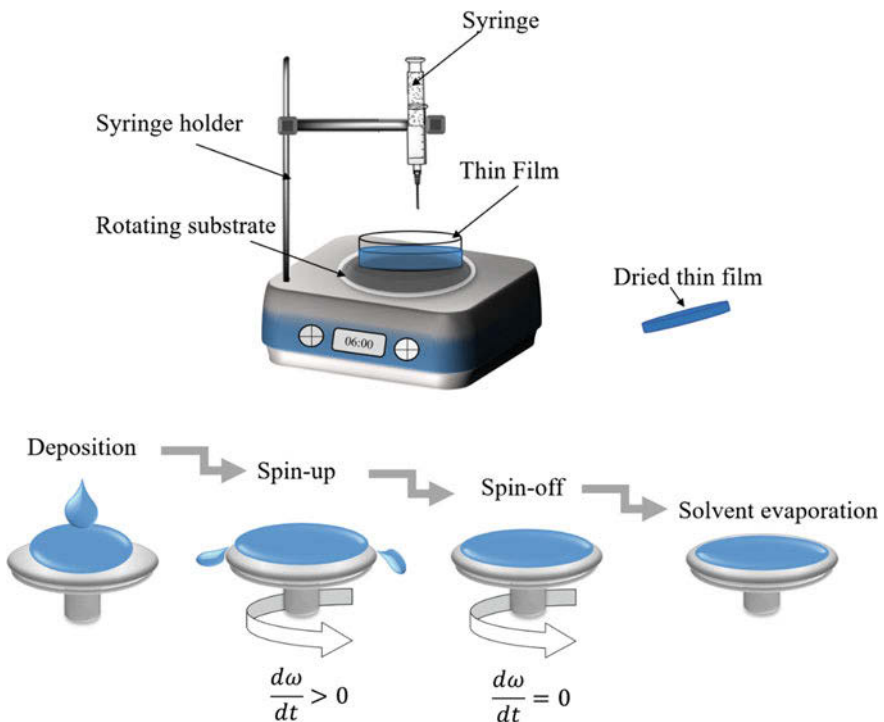 Syringe
Syringe holder
Thin Film
Rotating substrate
Dried thin film
06:00
Deposition
Spin-up
Spin-off
Solvent evaporation
dω/dt > 0
dω/dt = 0